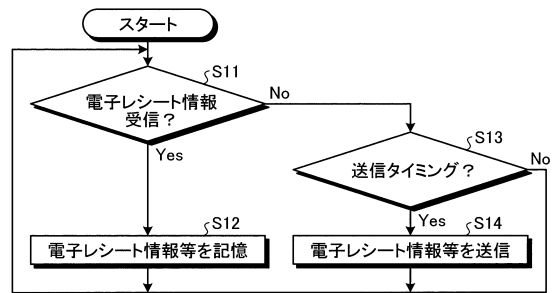 スタート
S11
電子レシート情報
受信？
No
Yes
S13
送信タイミング？
No
Yes
S12
電子レシート情報等を記憶
S14
電子レシート情報等を送信